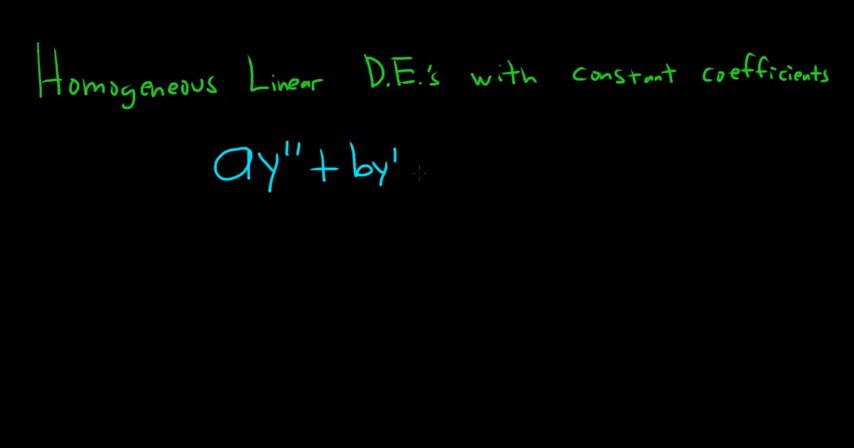 Homogeneous Linear D.E.'s with constant coefficients
ay" + by'